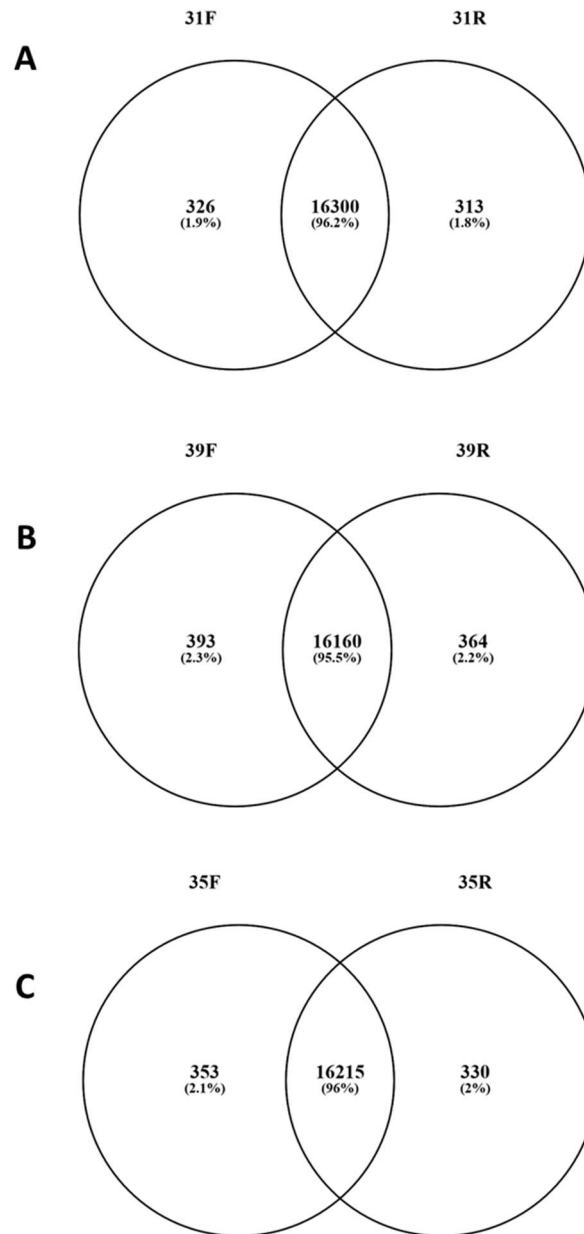 31F 31R
A
326 16300 313
(1.9%) (96.2%) (1.8%)
39F 39R
B
393 16160 364
(2.3%) (95.5%) (2.2%)
35F 35R
C
353 16215 330
(2.1%) (96%) (2%)